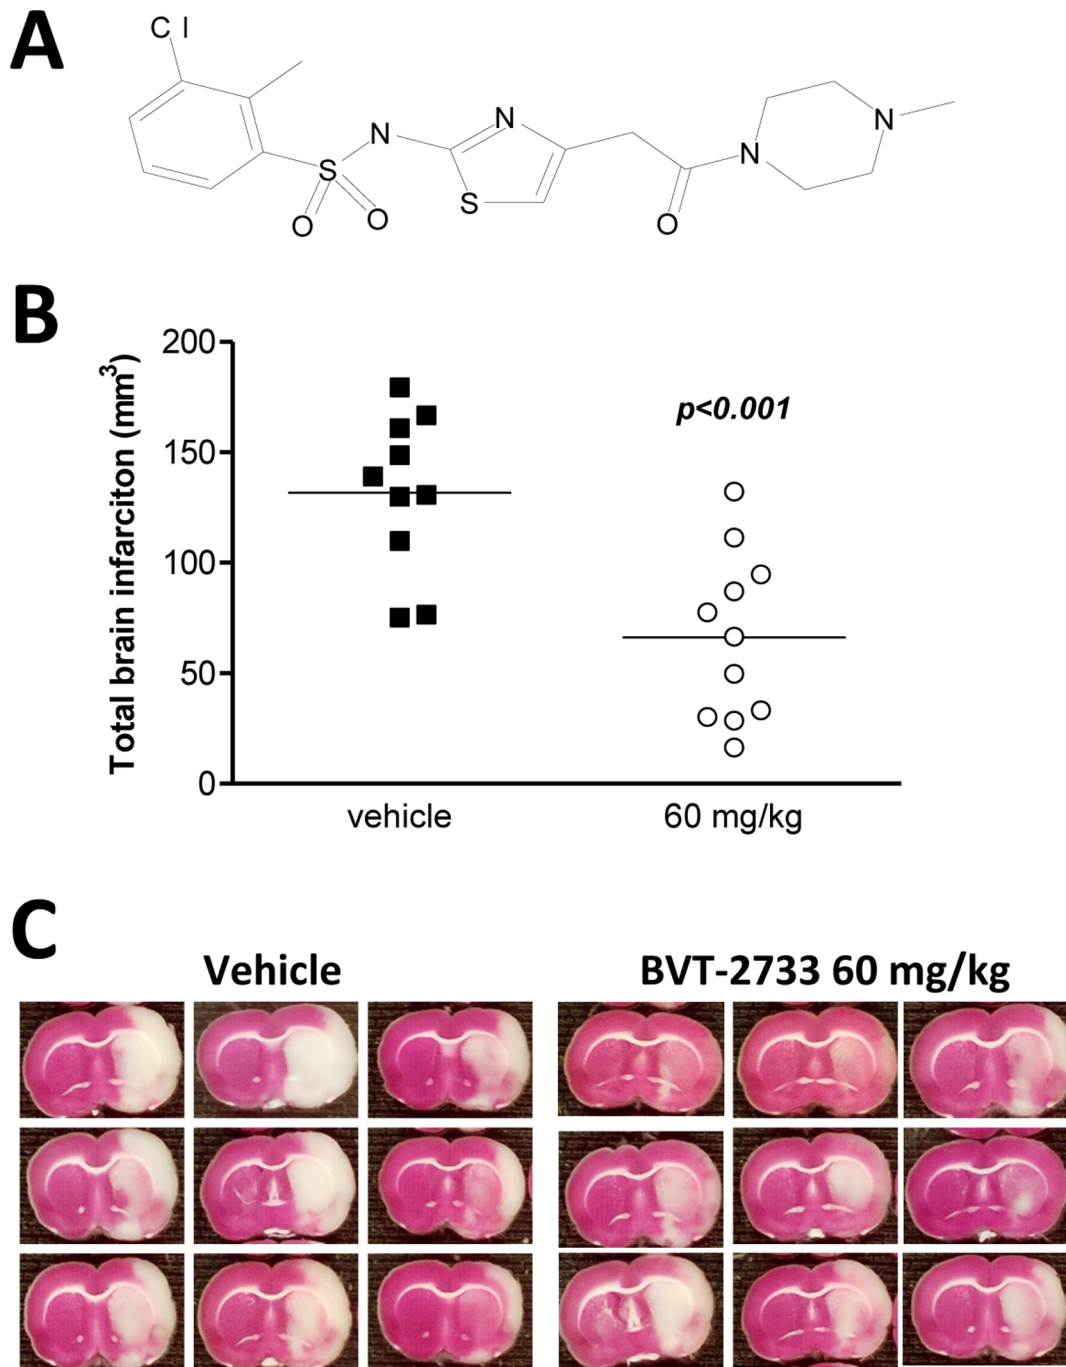 A
Cl
N
N
N
N
S
S
O
O
O
B
Total brain infarciton (mm³)
200
150
100
50
0
p<0.001
vehicle
60 mg/kg
C
Vehicle
BVT-2733 60 mg/kg